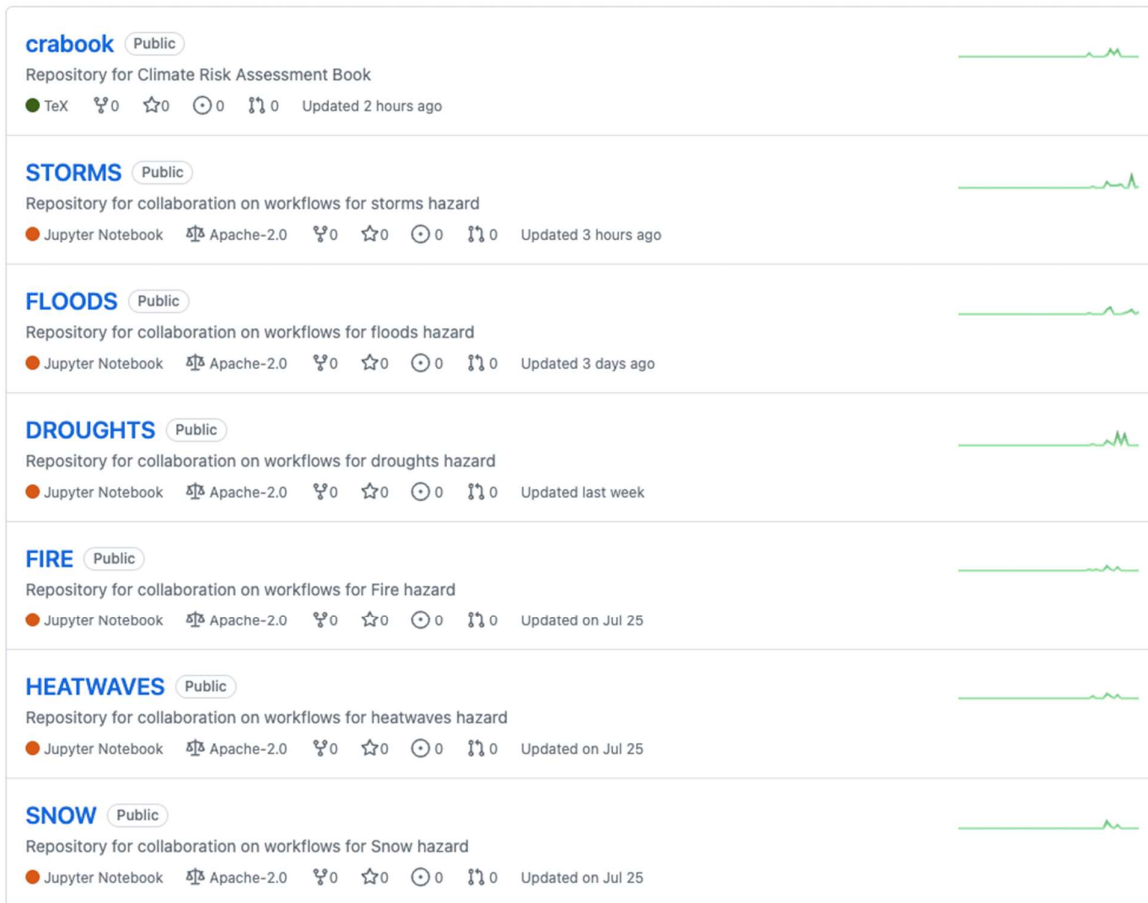 crabook Public
Repository for Climate Risk Assessment Book
TeX 0 0 0 0 Updated 2 hours ago
STORMS Public
Repository for collaboration on workflows for storms hazard
Jupyter Notebook Apache-2.0 0 0 0 0 Updated 3 hours ago
FLOODS Public
Repository for collaboration on workflows for floods hazard
Jupyter Notebook Apache-2.0 0 0 0 0 Updated 3 days ago
DROUGHTS Public
Repository for collaboration on workflows for droughts hazard
Jupyter Notebook Apache-2.0 0 0 0 0 Updated last week
FIRE Public
Repository for collaboration on workflows for Fire hazard
Jupyter Notebook Apache-2.0 0 0 0 0 Updated on Jul 25
HEATWAVES Public
Repository for collaboration on workflows for heatwaves hazard
Jupyter Notebook Apache-2.0 0 0 0 0 Updated on Jul 25
SNOW Public
Repository for collaboration on workflows for Snow hazard
Jupyter Notebook Apache-2.0 0 0 0 0 Updated on Jul 25